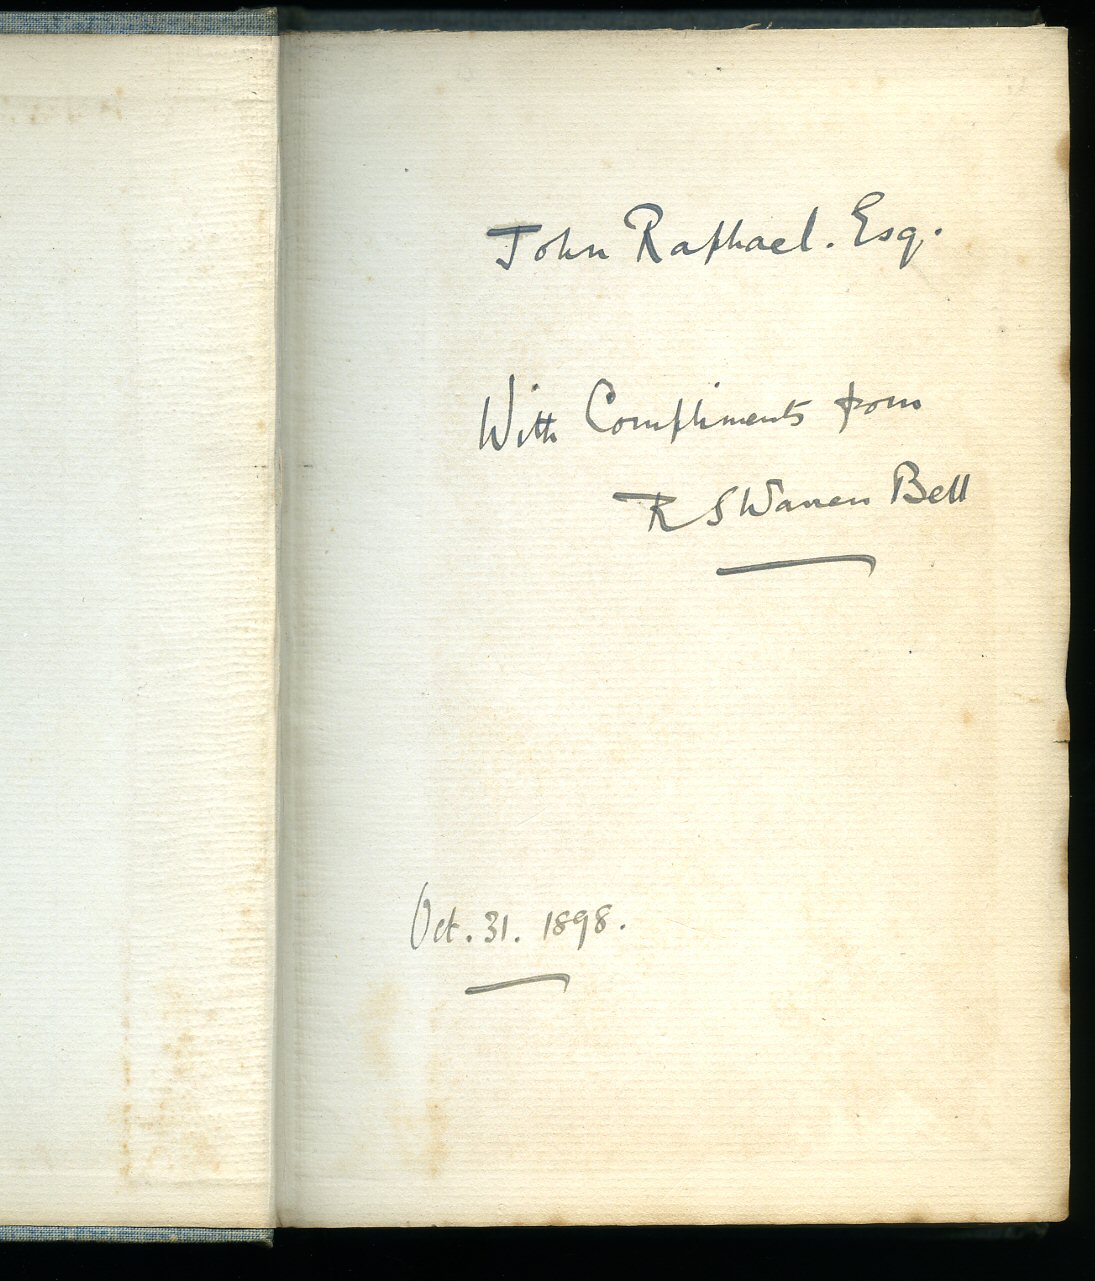 John Raphael. Esq.
With Compliments from
R S Warren Bell
Oct. 31. 1898.